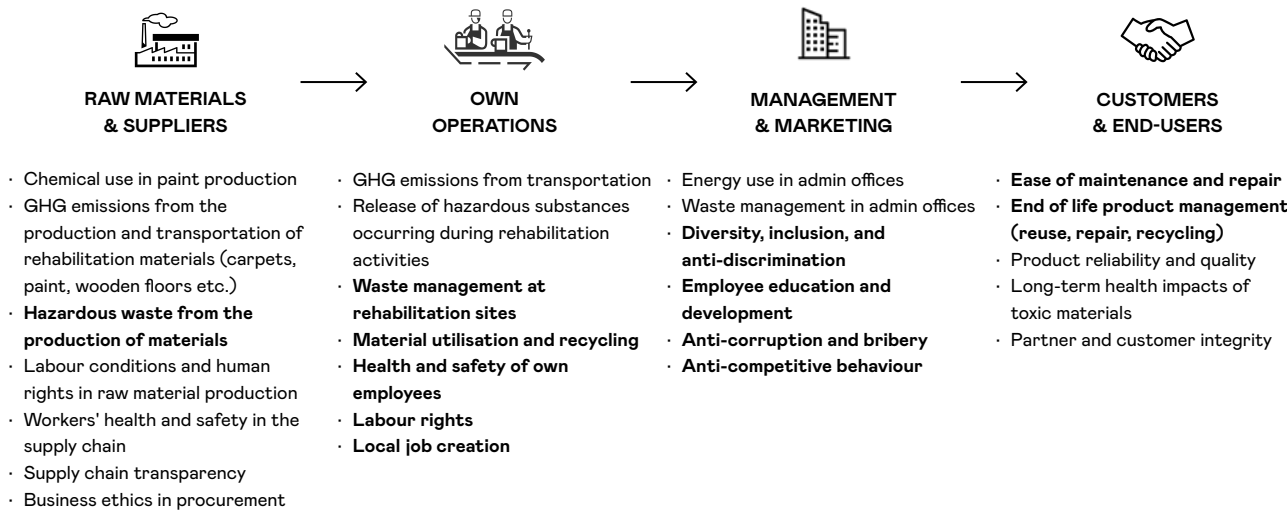 RAW MATERIALS
& SUPPLIERS
· Chemical use in paint production
· GHG emissions from the
production and transportation of
rehabilitation materials (carpets,
paint, wooden floors etc.)
· Hazardous waste from the
production of materials
· Labour conditions and human
rights in raw material production
· Workers' health and safety in the
supply chain
· Supply chain transparency
· Business ethics in procurement
OWN
OPERATIONS
· GHG emissions from transportation
· Release of hazardous substances
occurring during rehabilitation
activities
· Waste management at
rehabilitation sites
· Material utilisation and recycling
· Health and safety of own
employees
· Labour rights
· Local job creation
MANAGEMENT
& MARKETING
· Energy use in admin offices
· Waste management in admin offices
· Diversity, inclusion, and
anti-discrimination
· Employee education and
development
· Anti-corruption and bribery
· Anti-competitive behaviour
CUSTOMERS
& END-USERS
· Ease of maintenance and repair
· End of life product management
(reuse, repair, recycling)
· Product reliability and quality
· Long-term health impacts of
toxic materials
· Partner and customer integrity